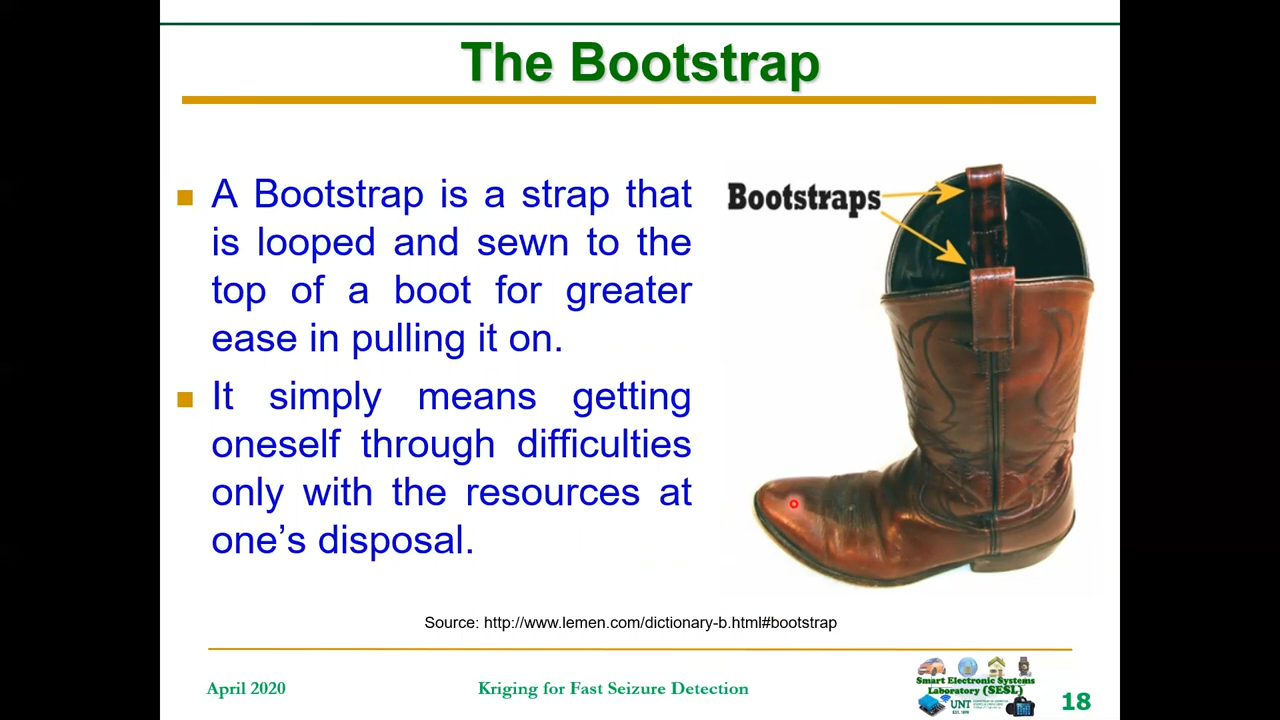 The Bootstrap
A Bootstrap is a strap that
is looped and sewn to the
top of a boot for greater
ease in pulling it on.
It simply means getting
oneself through difficulties
only with the resources at
one’s disposal.
Bootstraps
Source: http://www.lemen.com/dictionary-b.html#bootstrap
April 2020
Kriging for Fast Seizure Detection
Smart Electronic Systems
Laboratory (SESL)
UNT
18